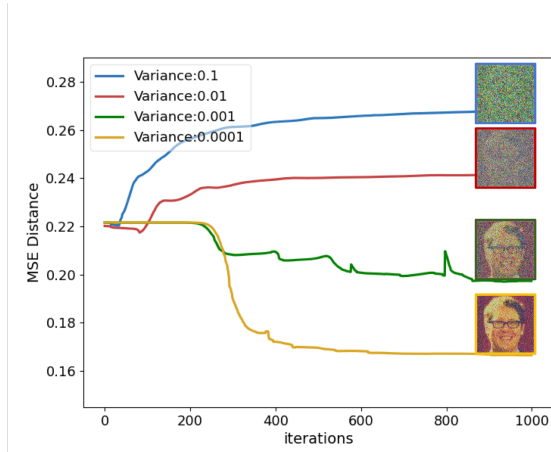 0.28
0.26
0.24
0.22
0.20
0.18
0.16
MSE Distance
Variance:0.1
Variance:0.01
Variance:0.001
Variance:0.0001
0
200
400
600
800
1000
iterations